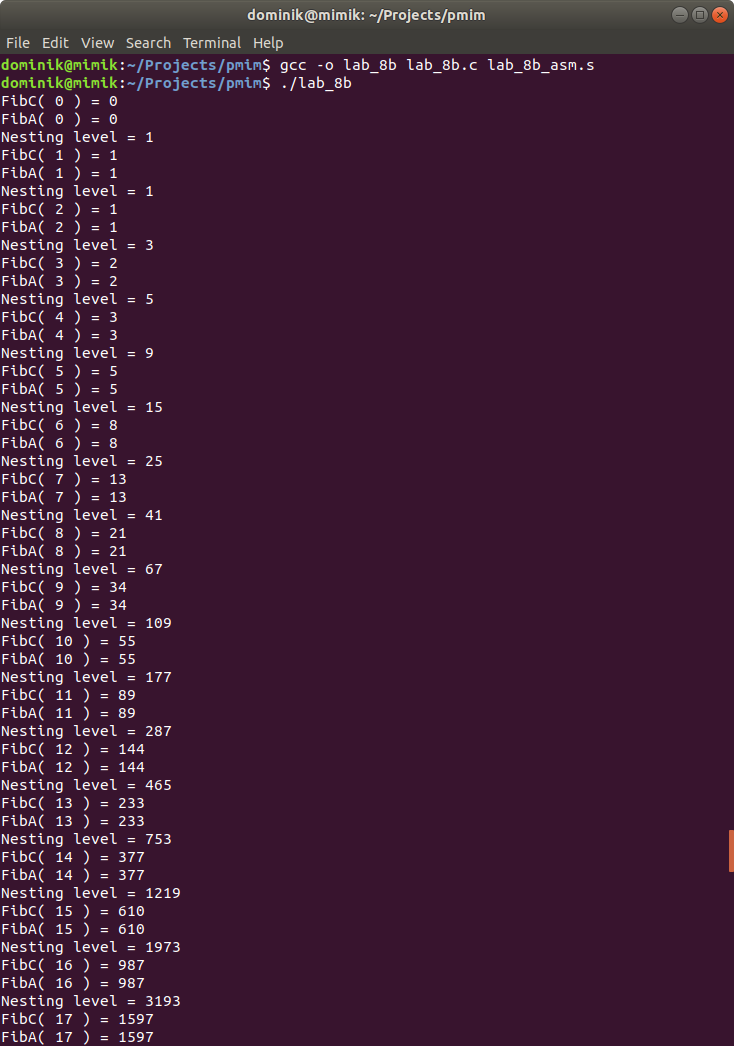 dominik@mimik: ~/Projects/pmim
File Edit View Search Terminal Help
dominik@mimik:~/Projects/pmim$ gcc -o lab_8b lab_8b.c lab_8b_asm.s
dominik@mimik:~/Projects/pmim$ ./lab_8b
FibC( 0 ) = 0
FibA( 0 ) = 0
Nesting level = 1
FibC( 1 ) = 1
FibA( 1 ) = 1
Nesting level = 1
FibC( 2 ) = 1
FibA( 2 ) = 1
Nesting level = 3
FibC( 3 ) = 2
FibA( 3 ) = 2
Nesting level = 5
FibC( 4 ) = 3
FibA( 4 ) = 3
Nesting level = 9
FibC( 5 ) = 5
FibA( 5 ) = 5
Nesting level = 15
FibC( 6 ) = 8
FibA( 6 ) = 8
Nesting level = 25
FibC( 7 ) = 13
FibA( 7 ) = 13
Nesting level = 41
FibC( 8 ) = 21
FibA( 8 ) = 21
Nesting level = 67
FibC( 9 ) = 34
FibA( 9 ) = 34
Nesting level = 109
FibC( 10 ) = 55
FibA( 10 ) = 55
Nesting level = 177
FibC( 11 ) = 89
FibA( 11 ) = 89
Nesting level = 287
FibC( 12 ) = 144
FibA( 12 ) = 144
Nesting level = 465
FibC( 13 ) = 233
FibA( 13 ) = 233
Nesting level = 753
FibC( 14 ) = 377
FibA( 14 ) = 377
Nesting level = 1219
FibC( 15 ) = 610
FibA( 15 ) = 610
Nesting level = 1973
FibC( 16 ) = 987
FibA( 16 ) = 987
Nesting level = 3193
FibC( 17 ) = 1597
FibA( 17 ) = 1597